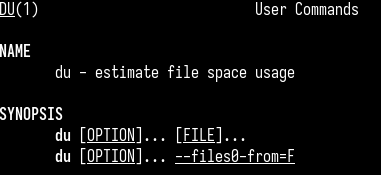 DU(1) User Commands
NAME
du - estimate file space usage
SYNOPSIS
du [OPTION]... [FILE]...
du [OPTION]... --files0-from=F